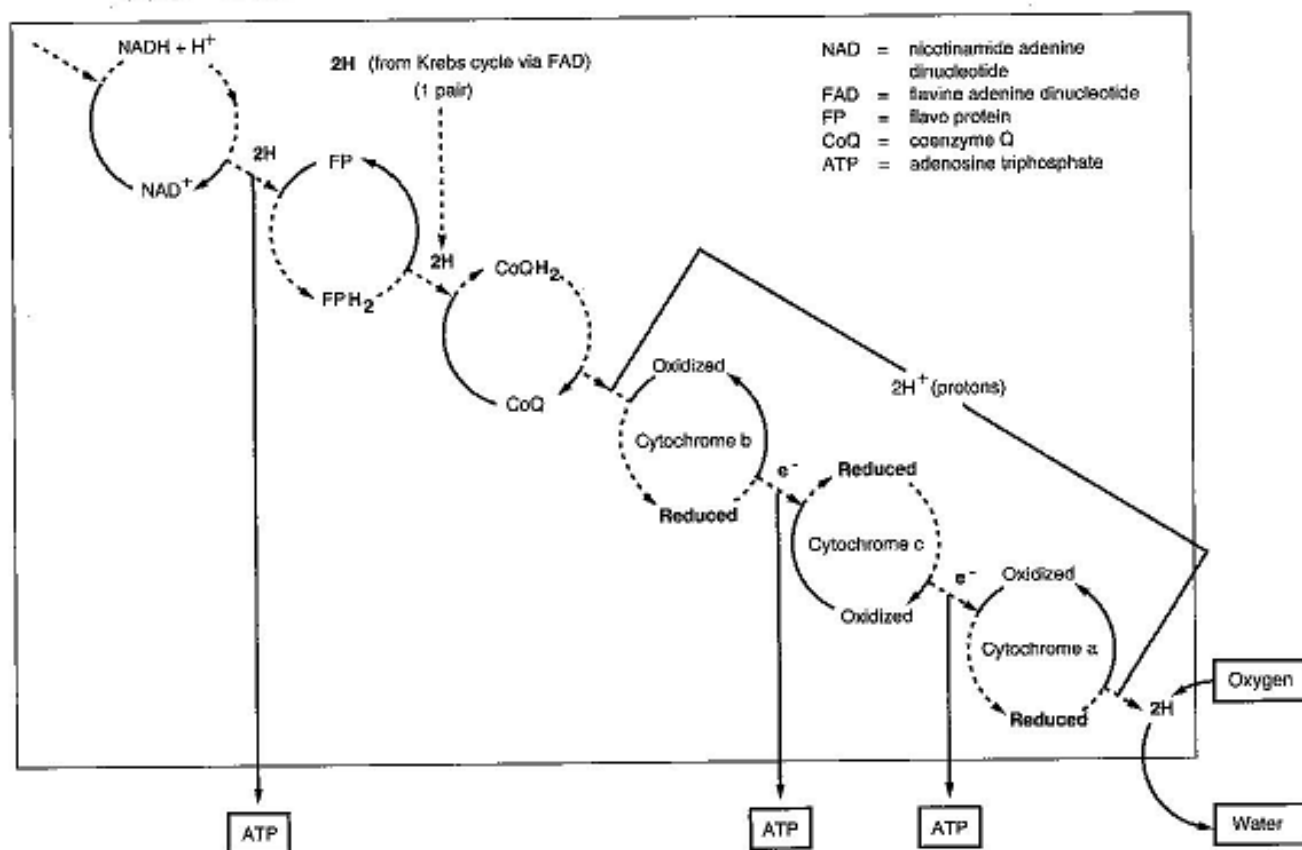 NADH + H⁺
2H (from Krebs cycle via FAD)
(1 pair)
NAD = nicotinamide adenine
dinucleotide
FAD = flavine adenine dinucleotide
FP = flavo protein
CoQ = coenzyme Q
ATP = adenosine triphosphate
2H
FP
NAD⁺
2H
CoQH₂
FPH₂
Oxidized
2H⁺ (protons)
CoQ
Cytochrome b
e⁻
Reduced
Reduced
Cytochrome c
e⁻
Oxidized
Oxidized
Cytochrome a
Oxygen
Reduced
2H
ATP
ATP
ATP
Water